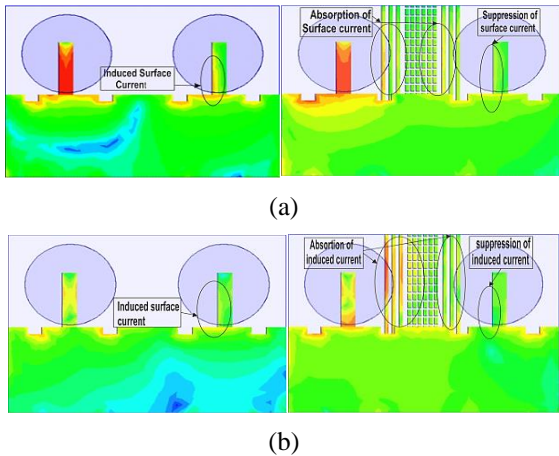 Induced Surface
Current
Absorption of
Surface current
Suppression of
surface current
(a)
Induced surface
current
Absortion of
induced current
suppression of
induced current
(b)